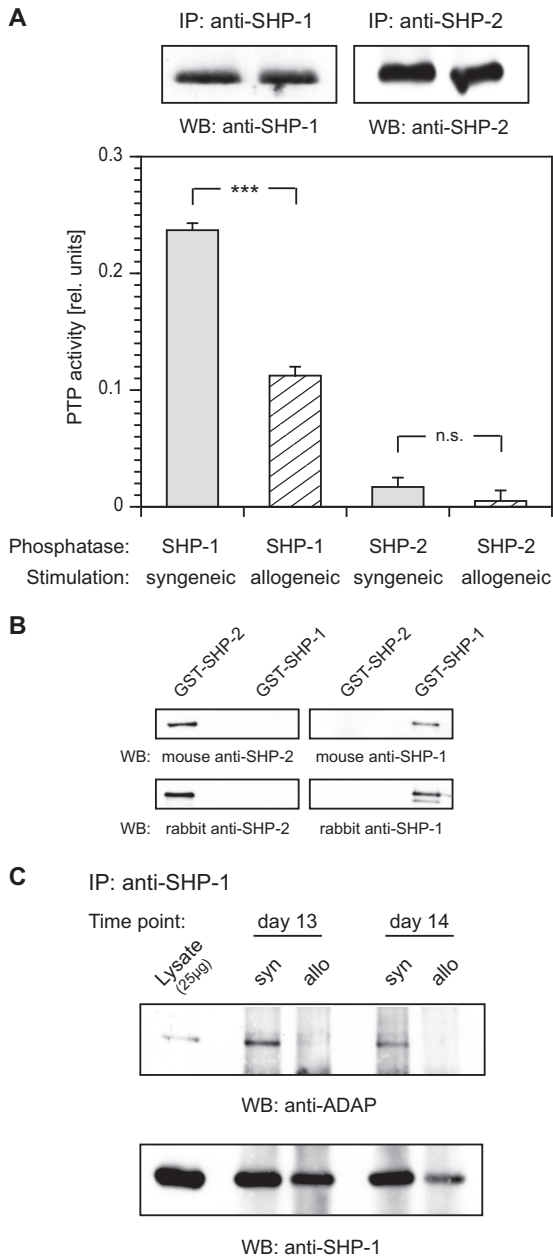 A
IP: anti-SHP-1 IP: anti-SHP-2
WB: anti-SHP-1 WB: anti-SHP-2
0.3
***
0.2
PTP activity [rel. units]
0.1
n.s.
0
Phosphatase: SHP-1 SHP-1 SHP-2 SHP-2
Stimulation: syngeneic allogeneic syngeneic allogeneic
B
GST-SHP-2 GST-SHP-1 GST-SHP-2 GST-SHP-1
WB: mouse anti-SHP-2 mouse anti-SHP-1
WB: rabbit anti-SHP-2 rabbit anti-SHP-1
C
IP: anti-SHP-1
Time point: day 13 day 14
Lysate (25µg) syn allo syn allo
WB: anti-ADAP
WB: anti-SHP-1